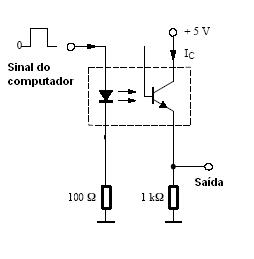 + 5 V
0
I_C
Sinal do
computador
Saída
100 Ω
1 kΩ